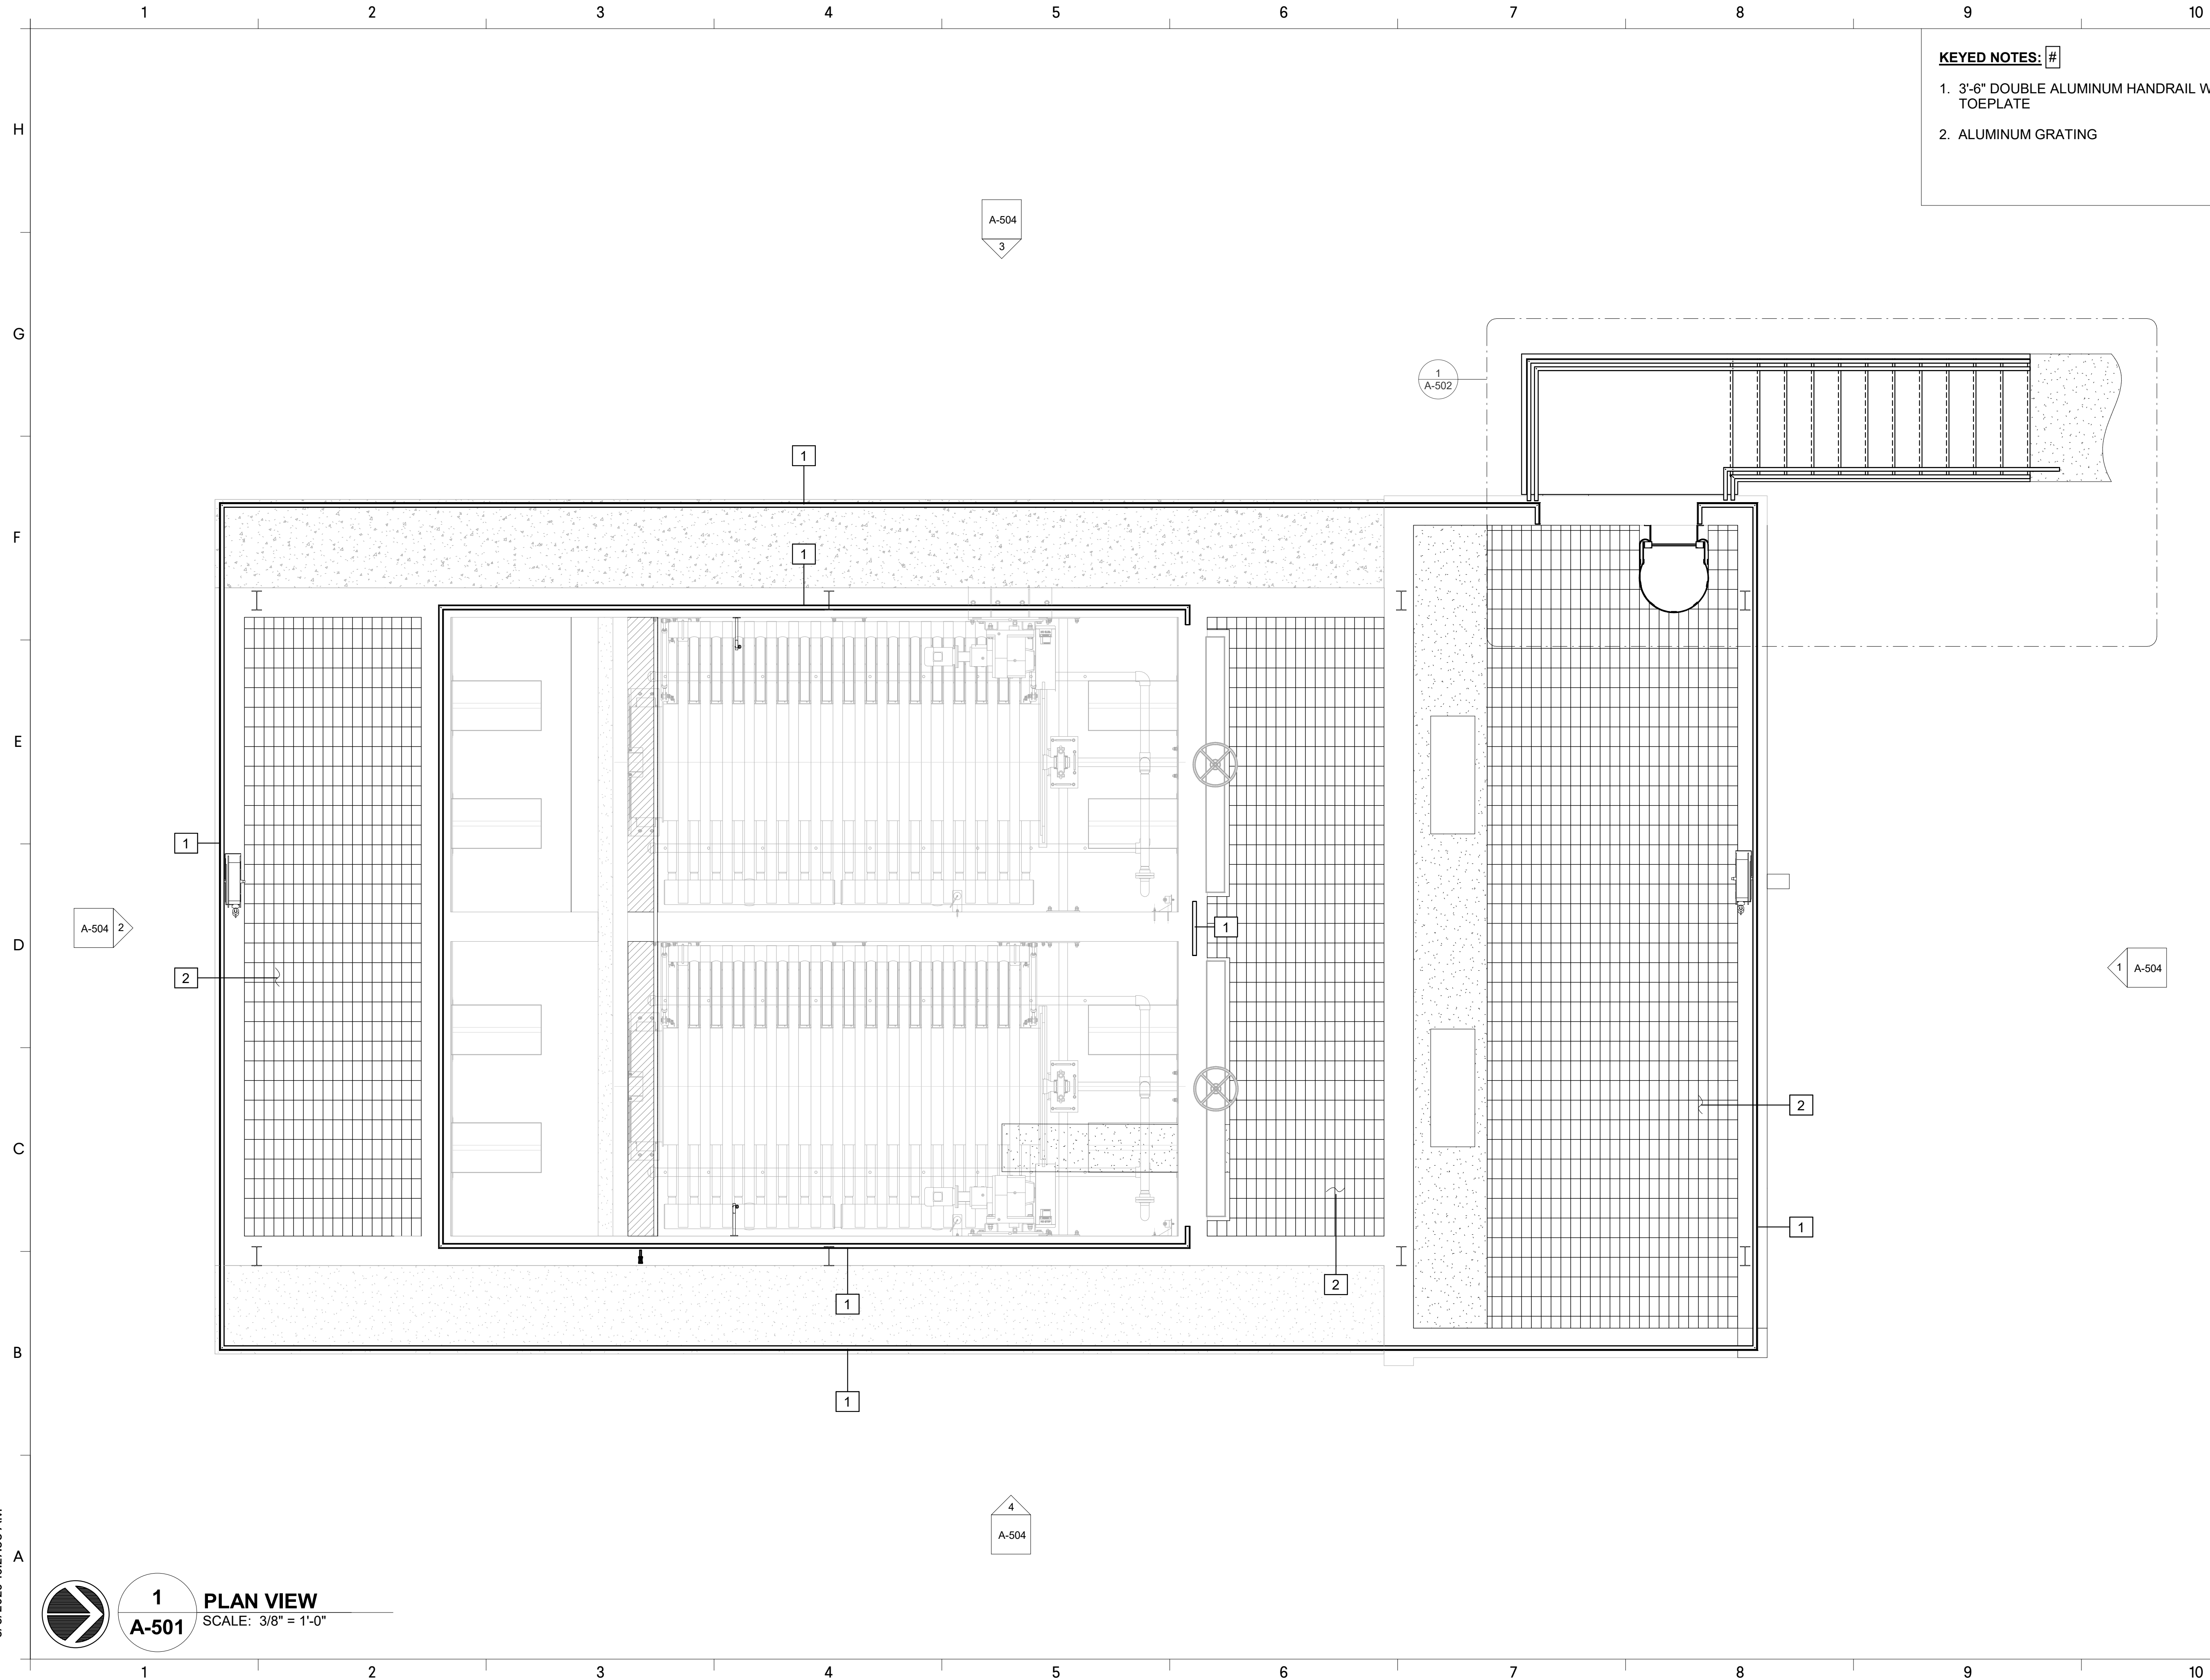 1 2 3 4 5 6 7 8 9 10
KEYED NOTES: #
1. 3'-6" DOUBLE ALUMINUM HANDRAIL
TOEPLATE
2. ALUMINUM GRATING
H
A-504
3
G
1
A-502
1
F
1
E
1
A-504 2
D
1
1 A-504
2
2
C
1
2
1
B
1
4
A-504
A
1
A-501
PLAN VIEW
SCALE: 3/8" = 1'-0"
1 2 3 4 5 6 7 8 9 10